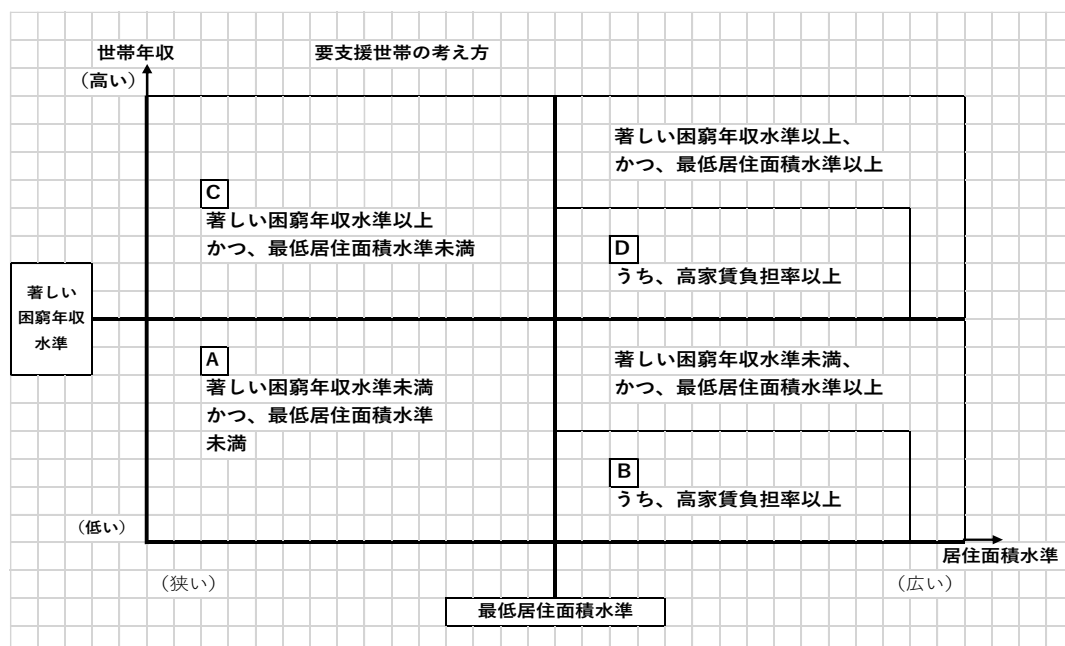 世帯年収
要支援世帯の考え方
（高い）
著しい困窮年収水準以上、
かつ、最低居住面積水準以上
C
著しい困窮年収水準以上
かつ、最低居住面積水準未満
D
うち、高家賃負担率以上
著しい
困窮年収
水準
A
著しい困窮年収水準未満
かつ、最低居住面積水準
未満
著しい困窮年収水準未満、
かつ、最低居住面積水準以上
B
うち、高家賃負担率以上
（低い）
居住面積水準
（狭い）
（広い）
最低居住面積水準